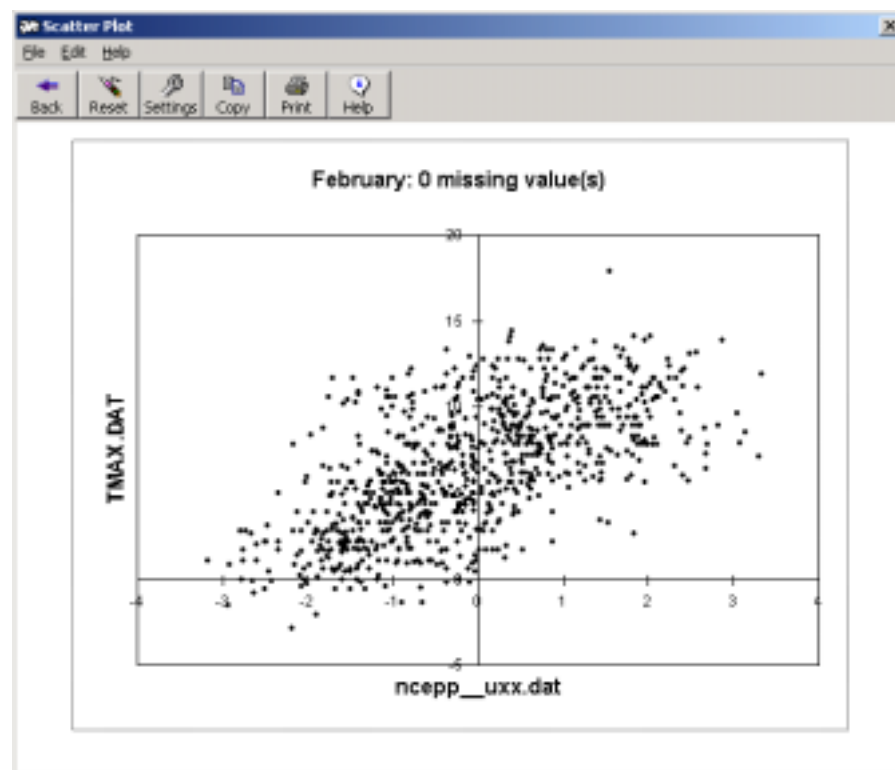 Scatter Plot
File Edit Help
Back Reset Settings Copy Print Help
February: 0 missing value(s)
20
15
10
TMAX.DAT
0
-4 -3 -2 -1 0 1 2 3 4
-5
ncepp__uxx.dat